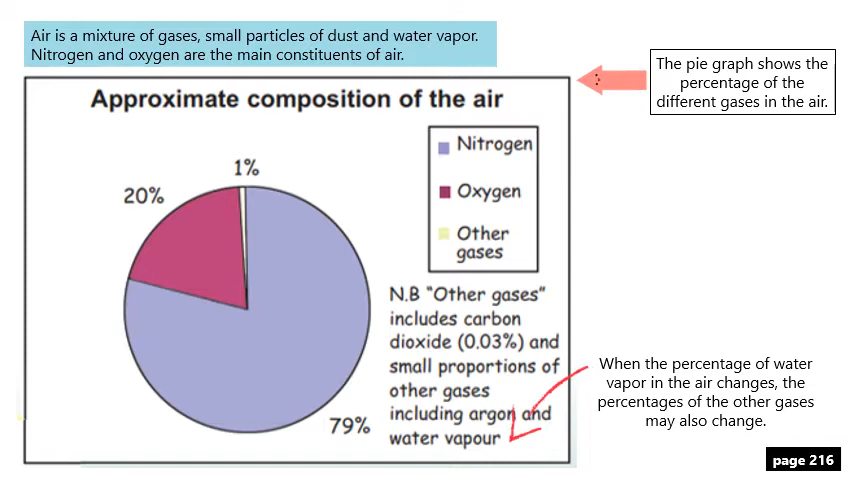 Air is a mixture of gases, small particles of dust and water vapor.
Nitrogen and oxygen are the main constituents of air.
The pie graph shows the
percentage of the
different gases in the air.
Approximate composition of the air
Nitrogen
Oxygen
Other
gases
1%
20%
79%
N.B "Other gases"
includes carbon
dioxide (0.03%) and
small proportions of
other gases
including argon and
water vapour
When the percentage of water
vapor in the air changes, the
percentages of the other gases
may also change.
page 216